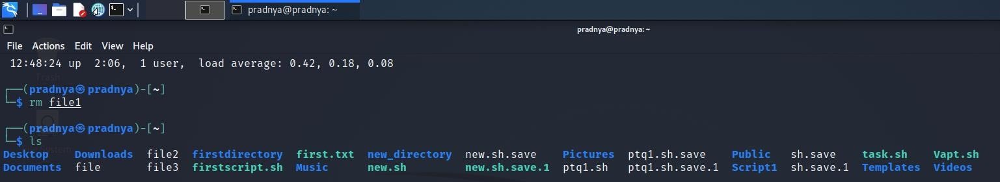 pradnya@pradnya: ~
pradnya@pradnya: ~
File Actions Edit View Help
12:48:24 up  2:06,  1 user,  load average: 0.42, 0.18, 0.08
Trash
┌──(pradnya㉿pradnya)-[~]
└─$ rm file1
┌──(pradnya㉿pradnya)-[~]
└─$ ls
Desktop    Downloads  file2  firstdirectory  first.txt  new_directory  new.sh.save    Pictures  ptq1.sh.save    Public   sh.save    task.sh    Vapt.sh
Documents  file       file3  firstscript.sh  Music      new.sh         new.sh.save.1  ptq1.sh   ptq1.sh.save.1  Script1  sh.save.1  Templates  Videos